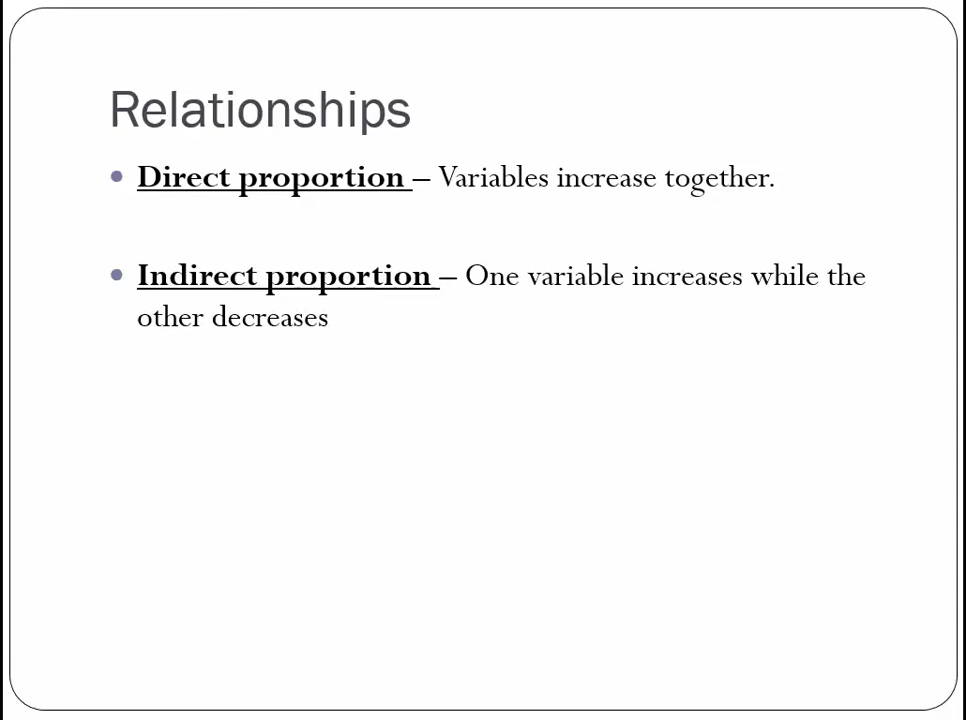 Relationships
• Direct proportion – Variables increase together.
• Indirect proportion – One variable increases while the
other decreases